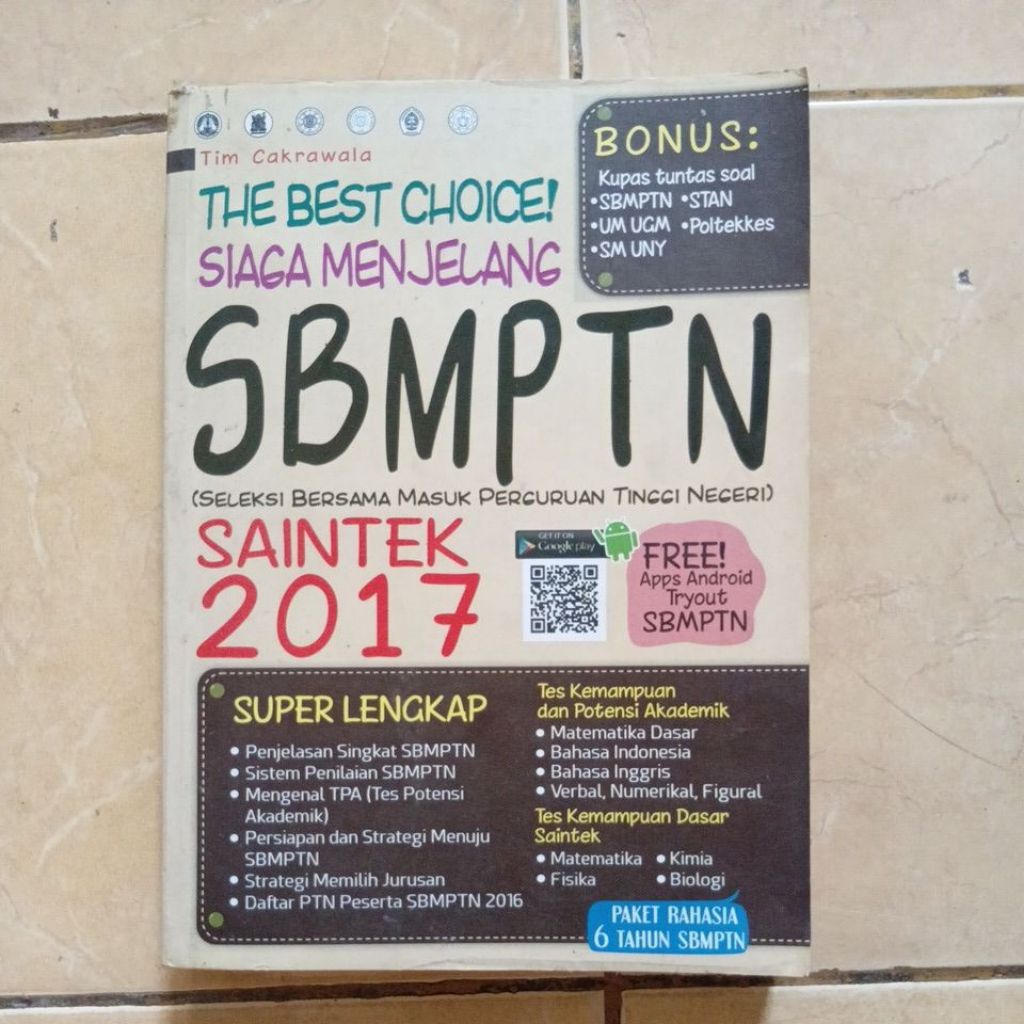 Tim Cakrawala
THE BEST CHOICE!
SIAGA MENJELANG
SBMPTN
(SELEKSI BERSAMA MASUK PERGURUAN TINGGI NEGERI)
SAINTEK
2017
BONUS:
Kupas tuntas soal
•SBMPTN •STAN
•UM UGM •Poltekkes
•SM UNY
GET IT ON
Google play
FREE!
Apps Android
Tryout
SBMPTN
SUPER LENGKAP
• Penjelasan Singkat SBMPTN
• Sistem Penilaian SBMPTN
• Mengenal TPA (Tes Potensi
Akademik)
• Persiapan dan Strategi Menuju
SBMPTN
• Strategi Memilih Jurusan
• Daftar PTN Peserta SBMPTN 2016
Tes Kemampuan
dan Potensi Akademik
• Matematika Dasar
• Bahasa Indonesia
• Bahasa Inggris
• Verbal, Numerikal, Figural
Tes Kemampuan Dasar
Saintek
• Matematika • Kimia
• Fisika • Biologi
PAKET RAHASIA
6 TAHUN SBMPTN